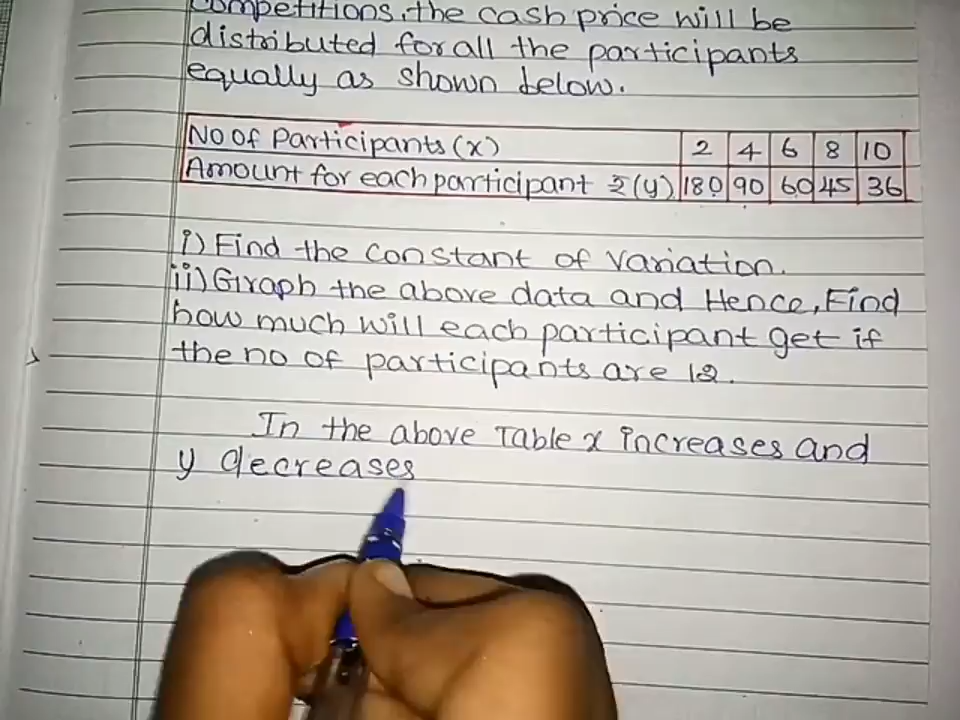 competitions, the cash price will be
distributed for all the participants
equally as shown below.
No Of Participants (x) 2 4 6 8 10
Amount for each participant ₹ (y) 180 90 60 45 36
i) Find the Constant of Variation.
ii) Graph the above data and Hence, Find
how much will each participant get if
the no of participants are 12.
In the above Table x increases and
y decreases